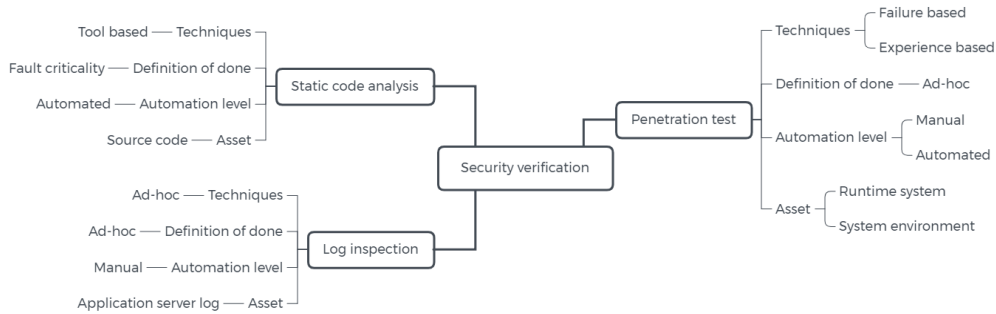 Security verification
Static code analysis
Tool based
Techniques
Fault criticality
Definition of done
Automated
Automation level
Source code
Asset
Log inspection
Ad-hoc
Techniques
Ad-hoc
Definition of done
Manual
Automation level
Application server log
Asset
Penetration test
Techniques
Failure based
Experience based
Definition of done
Ad-hoc
Automation level
Manual
Automated
Asset
Runtime system
System environment